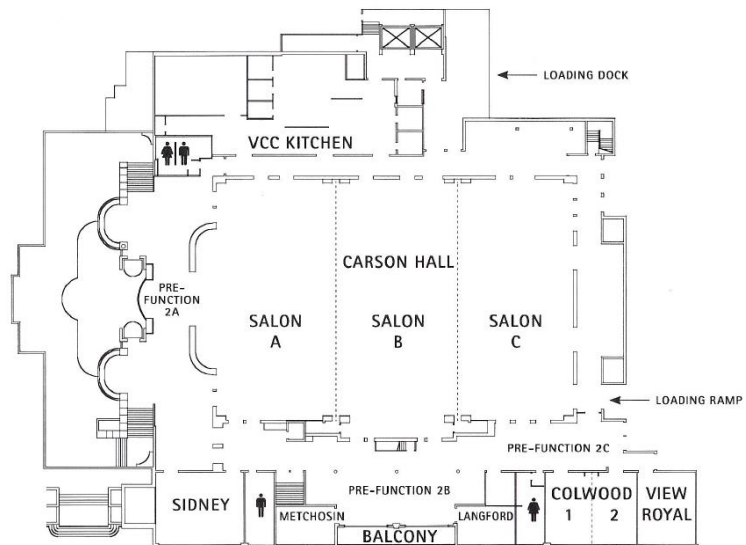 LOADING DOCK
VCC KITCHEN
CARSON HALL
PRE-
FUNCTION
2A
SALON
A
SALON
B
SALON
C
LOADING RAMP
PRE-FUNCTION 2C
SIDNEY
METCHOSIN
PRE-FUNCTION 2B
BALCONY
LANGFORD
COLWOOD
1 2
VIEW
ROYAL